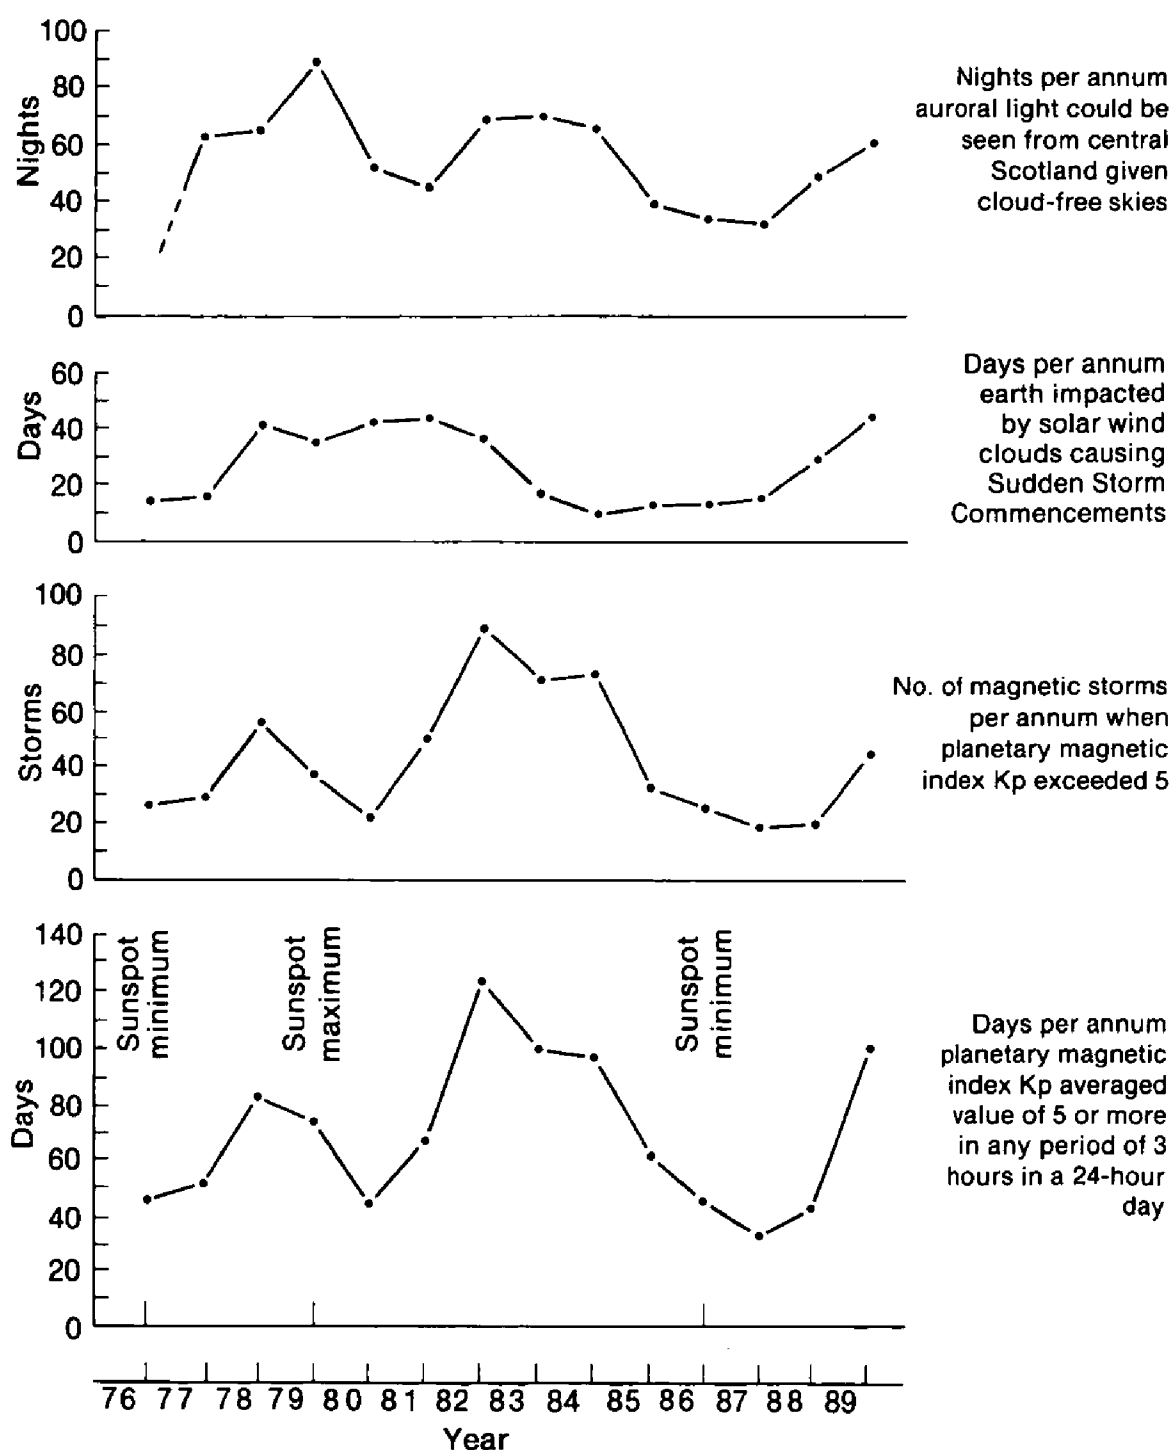 100
80
60
40
20
0
Nights
Nights per annum
auroral light could be
seen from central
Scotland given
cloud-free skies
60
40
20
0
Days
Days per annum
earth impacted
by solar wind
clouds causing
Sudden Storm
Commencements
100
80
60
40
20
0
Storms
No. of magnetic storms
per annum when
planetary magnetic
index Kp exceeded 5
140
120
100
80
60
40
20
0
Days
Sunspot
minimum
Sunspot
maximum
Sunspot
minimum
Days per annum
planetary magnetic
index Kp averaged
value of 5 or more
in any period of 3
hours in a 24-hour
day
76 77 78 79 80 81 82 83 84 85 86 87 88 89
Year